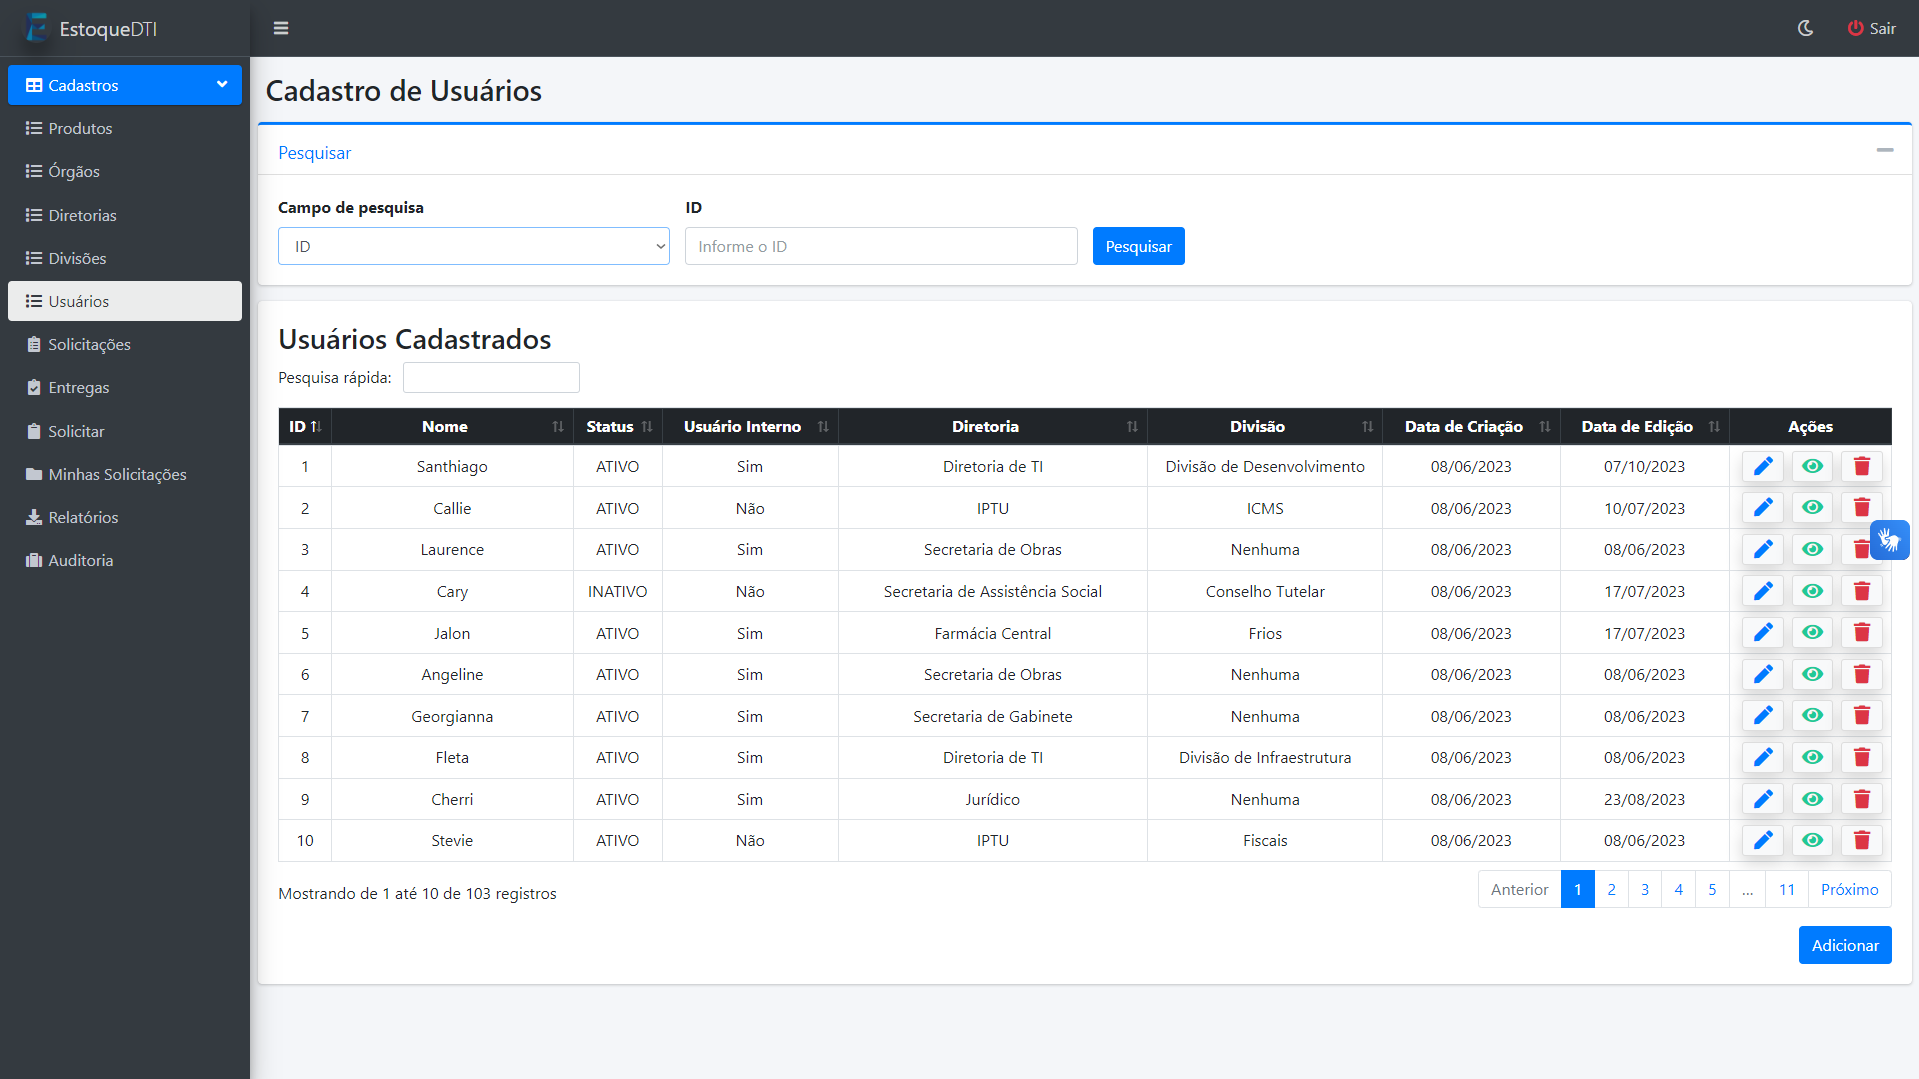 EstoqueDTI
Sair
Cadastros
Produtos
Órgãos
Diretorias
Divisões
Usuários
Solicitações
Entregas
Solicitar
Minhas Solicitações
Relatórios
Auditoria
Cadastro de Usuários
Pesquisar
Campo de pesquisa ID
ID Informe o ID Pesquisar
Usuários Cadastrados
Pesquisa rápida:
ID Nome Status Usuário Interno Diretoria Divisão Data de Criação Data de Edição Ações
1 Santhiago ATIVO Sim Diretoria de TI Divisão de Desenvolvimento 08/06/2023 07/10/2023
2 Callie ATIVO Não IPTU ICMS 08/06/2023 10/07/2023
3 Laurence ATIVO Sim Secretaria de Obras Nenhuma 08/06/2023 08/06/2023
4 Cary INATIVO Não Secretaria de Assistência Social Conselho Tutelar 08/06/2023 17/07/2023
5 Jalon ATIVO Sim Farmácia Central Frios 08/06/2023 17/07/2023
6 Angeline ATIVO Sim Secretaria de Obras Nenhuma 08/06/2023 08/06/2023
7 Georgianna ATIVO Sim Secretaria de Gabinete Nenhuma 08/06/2023 08/06/2023
8 Fleta ATIVO Sim Diretoria de TI Divisão de Infraestrutura 08/06/2023 08/06/2023
9 Cherri ATIVO Sim Jurídico Nenhuma 08/06/2023 23/08/2023
10 Stevie ATIVO Não IPTU Fiscais 08/06/2023 08/06/2023
Mostrando de 1 até 10 de 103 registros
Anterior 1 2 3 4 5 ... 11 Próximo
Adicionar